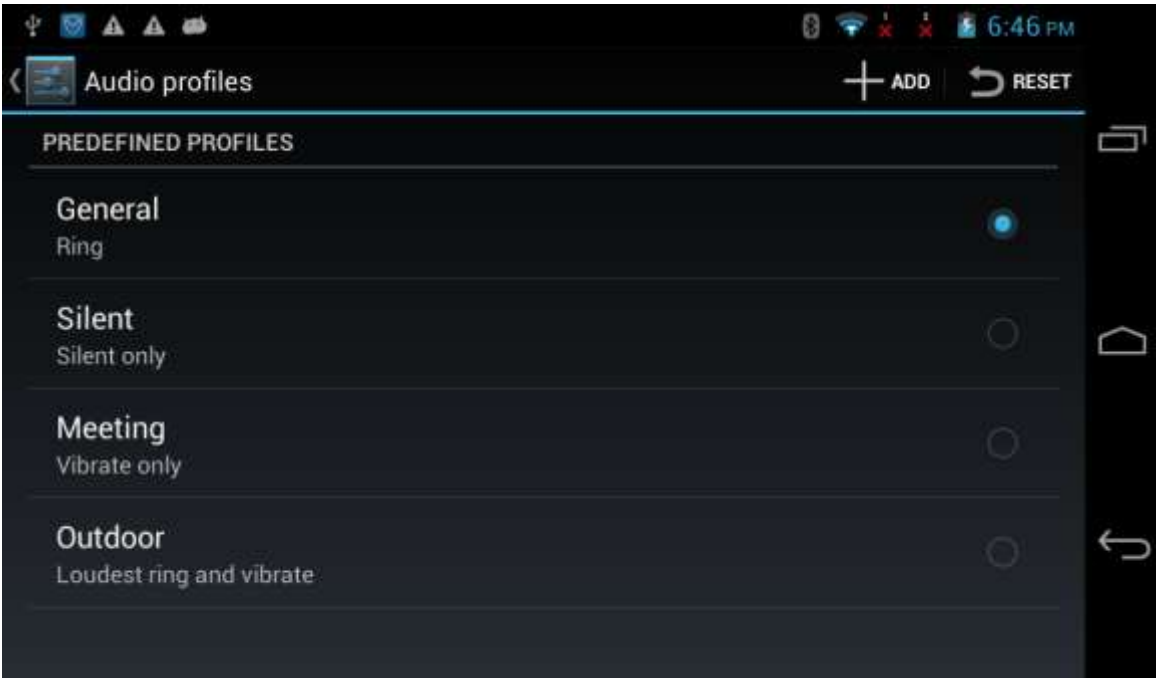 6:46 PM
Audio profiles
ADD
RESET
PREDEFINED PROFILES
General
Ring
Silent
Silent only
Meeting
Vibrate only
Outdoor
Loudest ring and vibrate